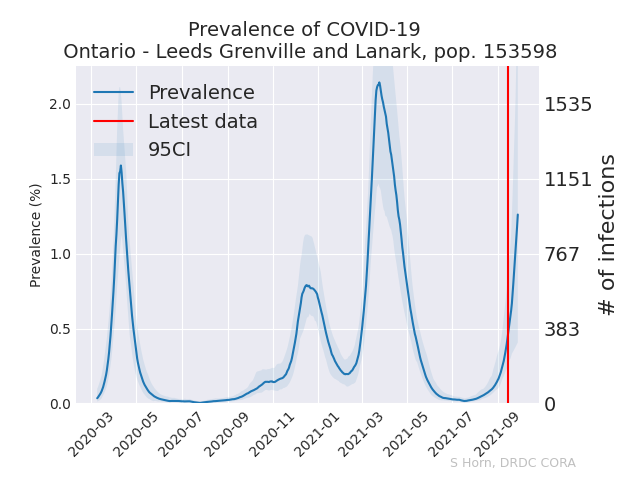 Prevalence of COVID-19
Ontario - Leeds Grenville and Lanark, pop. 153598
Prevalence
Latest data
95CI
Prevalence (%)
2.0
1.5
1.0
0.5
0.0
1535
1151
767
383
0
# of infections
2020-03
2020-05
2020-07
2020-09
2020-11
2021-01
2021-03
2021-05
2021-07
2021-09
S Horn, DRDC CORA